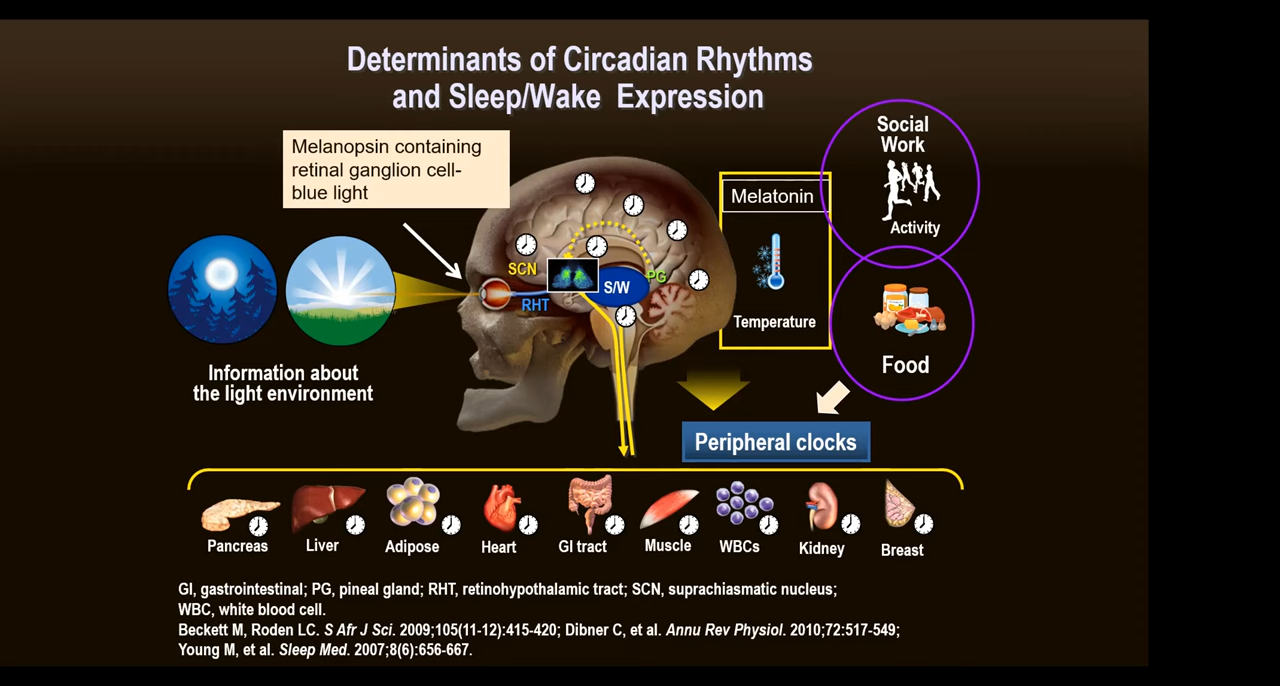 Determinants of Circadian Rhythms
and Sleep/Wake Expression
Melanopsin containing
retinal ganglion cell-
blue light
SCN
RHT
S/W
PG
Melatonin
Temperature
Social
Work
Activity
Food
Information about
the light environment
Peripheral clocks
Pancreas
Liver
Adipose
Heart
GI tract
Muscle
WBCs
Kidney
Breast
GI, gastrointestinal; PG, pineal gland; RHT, retinohypothalamic tract; SCN, suprachiasmatic nucleus;
WBC, white blood cell.
Beckett M, Roden LC. S Afr J Sci. 2009;105(11-12):415-420; Dibner C, et al. Annu Rev Physiol. 2010;72:517-549;
Young M, et al. Sleep Med. 2007;8(6):656-667.